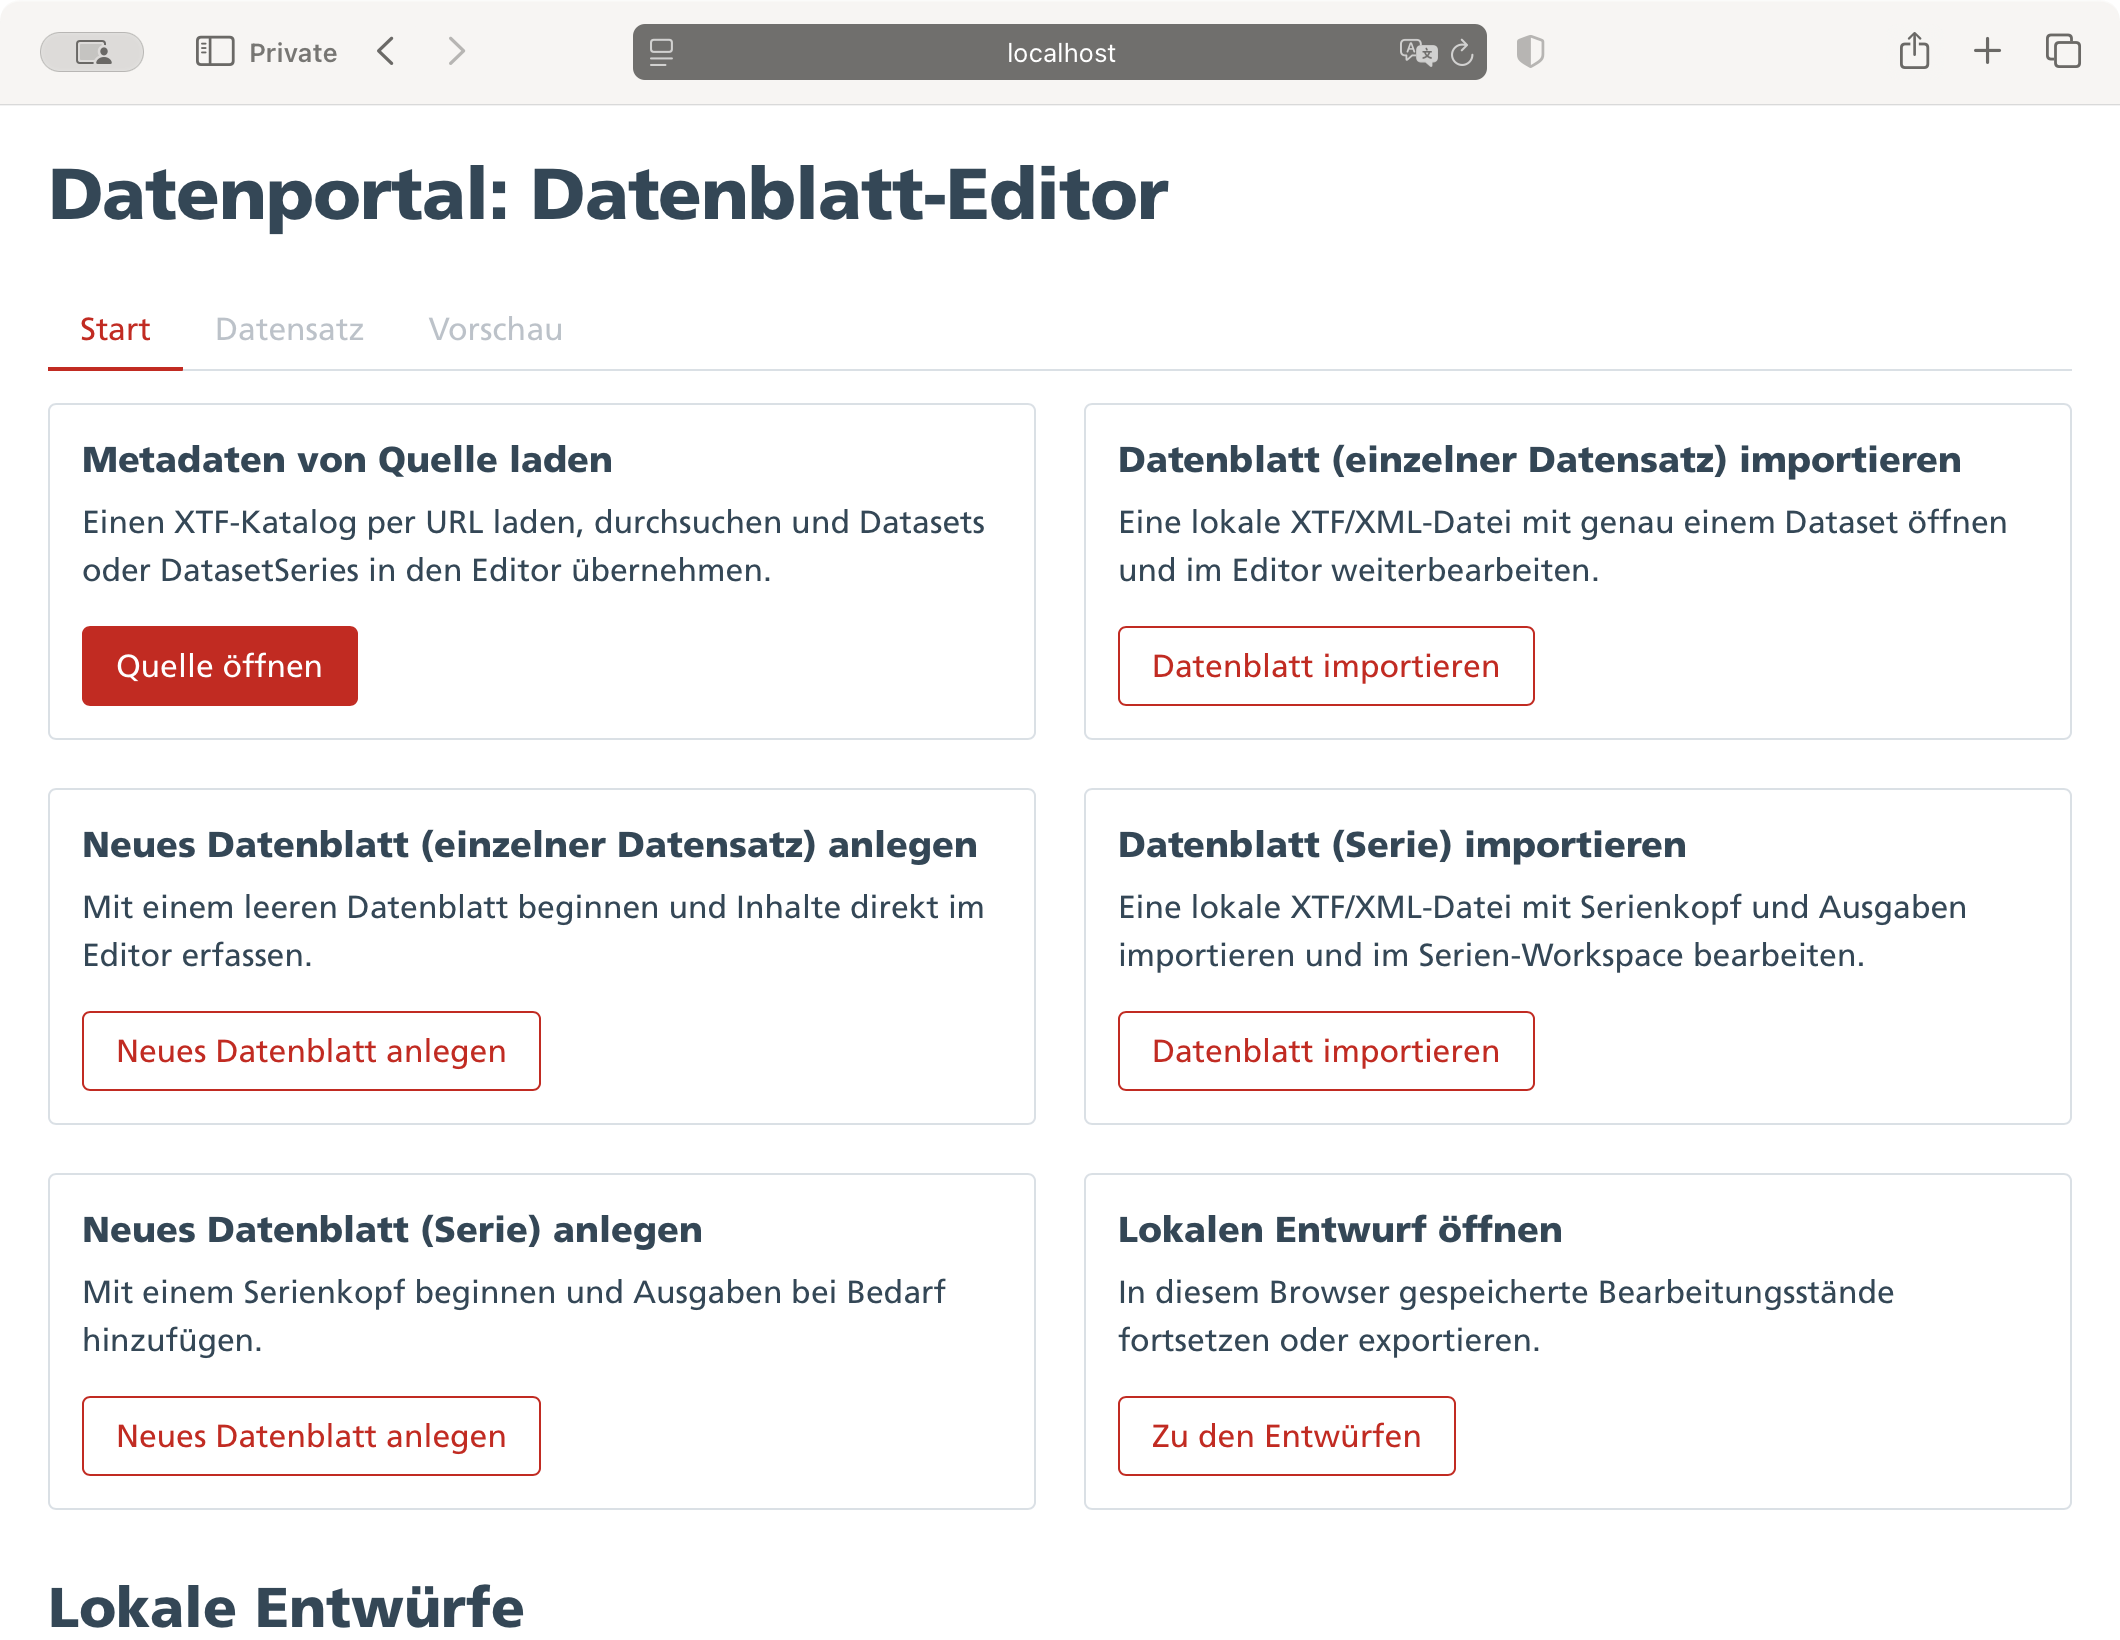 Private
localhost
Datenportal: Datenblatt-Editor
Start Datensatz Vorschau
Metadaten von Quelle laden
Einen XTF-Katalog per URL laden, durchsuchen und Datasets
oder DatasetSeries in den Editor übernehmen.
Quelle öffnen
Datenblatt (einzelner Datensatz) importieren
Eine lokale XTF/XML-Datei mit genau einem Dataset öffnen
und im Editor weiterbearbeiten.
Datenblatt importieren
Neues Datenblatt (einzelner Datensatz) anlegen
Mit einem leeren Datenblatt beginnen und Inhalte direkt im
Editor erfassen.
Neues Datenblatt anlegen
Datenblatt (Serie) importieren
Eine lokale XTF/XML-Datei mit Serienkopf und Ausgaben
importieren und im Serien-Workspace bearbeiten.
Datenblatt importieren
Neues Datenblatt (Serie) anlegen
Mit einem Serienkopf beginnen und Ausgaben bei Bedarf
hinzufügen.
Neues Datenblatt anlegen
Lokalen Entwurf öffnen
In diesem Browser gespeicherte Bearbeitungsstände
fortsetzen oder exportieren.
Zu den Entwürfen
Lokale Entwürfe